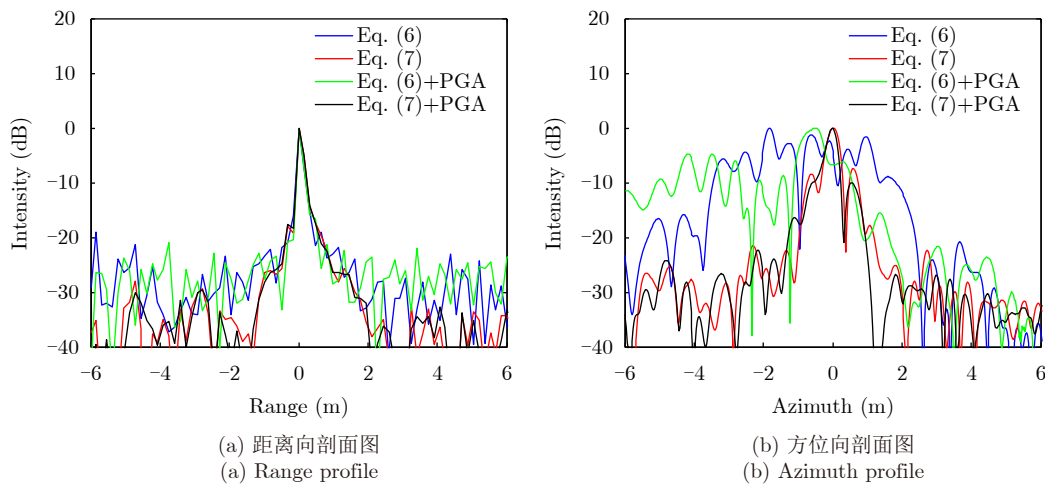 20
10
0
−10
−20
−30
−40
Intensity (dB)
Eq. (6)
Eq. (7)
Eq. (6)+PGA
Eq. (7)+PGA
−6 −4 −2 0 2 4 6
Range (m)
(a) 距离向剖面图
(a) Range profile
20
10
0
−10
−20
−30
−40
Intensity (dB)
Eq. (6)
Eq. (7)
Eq. (6)+PGA
Eq. (7)+PGA
−6 −4 −2 0 2 4 6
Azimuth (m)
(b) 方位向剖面图
(b) Azimuth profile